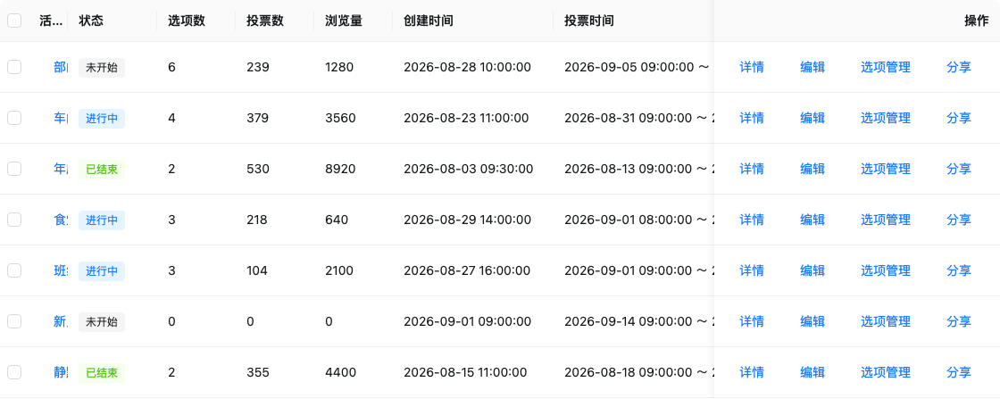 活... 状态 选项数 投票数 浏览量 创建时间 投票时间 操作
部 未开始 6 239 1280 2026-08-28 10:00:00 2026-09-05 09:00:00 ～ 详情 编辑 选项管理 分享
车 进行中 4 379 3560 2026-08-23 11:00:00 2026-08-31 09:00:00 ～ 详情 编辑 选项管理 分享
年 已结束 2 530 8920 2026-08-03 09:30:00 2026-08-13 09:00:00 ～ 详情 编辑 选项管理 分享
食 进行中 3 218 640 2026-08-29 14:00:00 2026-09-01 08:00:00 ～ 详情 编辑 选项管理 分享
班 进行中 3 104 2100 2026-08-27 16:00:00 2026-09-01 09:00:00 ～ 详情 编辑 选项管理 分享
新 未开始 0 0 0 2026-09-01 09:00:00 2026-09-14 09:00:00 ～ 详情 编辑 选项管理 分享
静 已结束 2 355 4400 2026-08-15 11:00:00 2026-08-18 09:00:00 ～ 详情 编辑 选项管理 分享